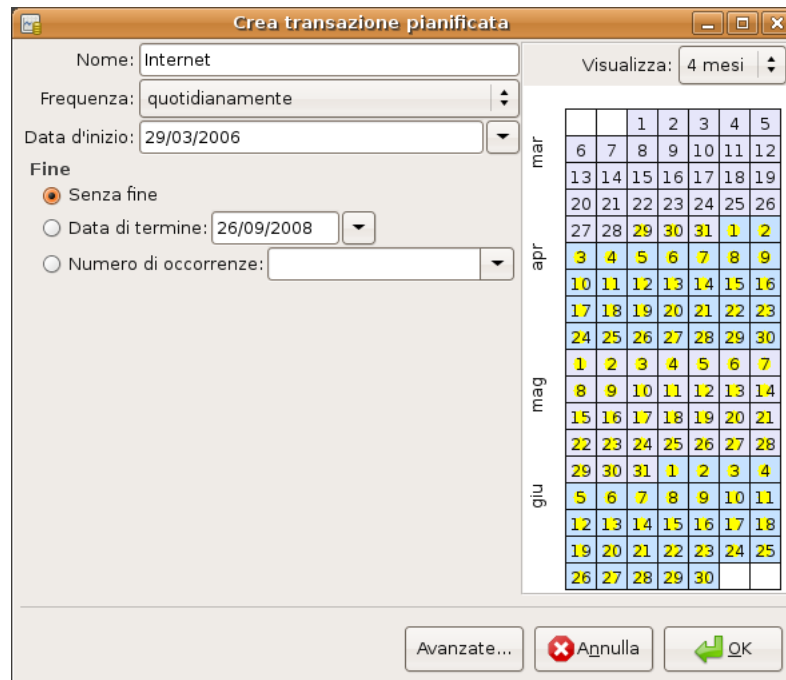 Crea transazione pianificata
Nome: Internet
Frequenza: quotidianamente
Data d'inizio: 29/03/2006
Fine
Senza fine
Data di termine: 26/09/2008
Numero di occorrenze:
Visualizza: 4 mesi
mar
apr
mag
giu
1 2 3 4 5
6 7 8 9 10 11 12
13 14 15 16 17 18 19
20 21 22 23 24 25 26
27 28 29 30 31 1 2
3 4 5 6 7 8 9
10 11 12 13 14 15 16
17 18 19 20 21 22 23
24 25 26 27 28 29 30
1 2 3 4 5 6 7
8 9 10 11 12 13 14
15 16 17 18 19 20 21
22 23 24 25 26 27 28
29 30 31 1 2 3 4
5 6 7 8 9 10 11
12 13 14 15 16 17 18
19 20 21 22 23 24 25
26 27 28 29 30
Avanzate... Annulla OK